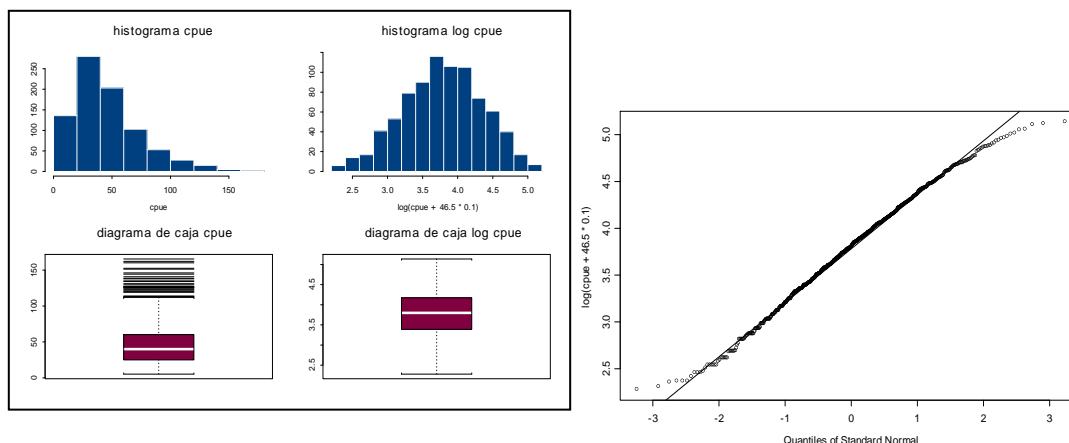 histograma cpue
250
200
150
100
50
0
0 50 100 150
cpue
histograma log cpue
100
80
60
40
20
0
2.5 3.0 3.5 4.0 4.5 5.0
log(cpue + 46.5 * 0.1)
diagrama de caja cpue
150
100
50
0
diagrama de caja log cpue
4.5
3.5
2.5
log(cpue + 46.5 * 0.1)
5.0
4.5
4.0
3.5
3.0
2.5
-3 -2 -1 0 1 2 3
Quantiles of Standard Normal